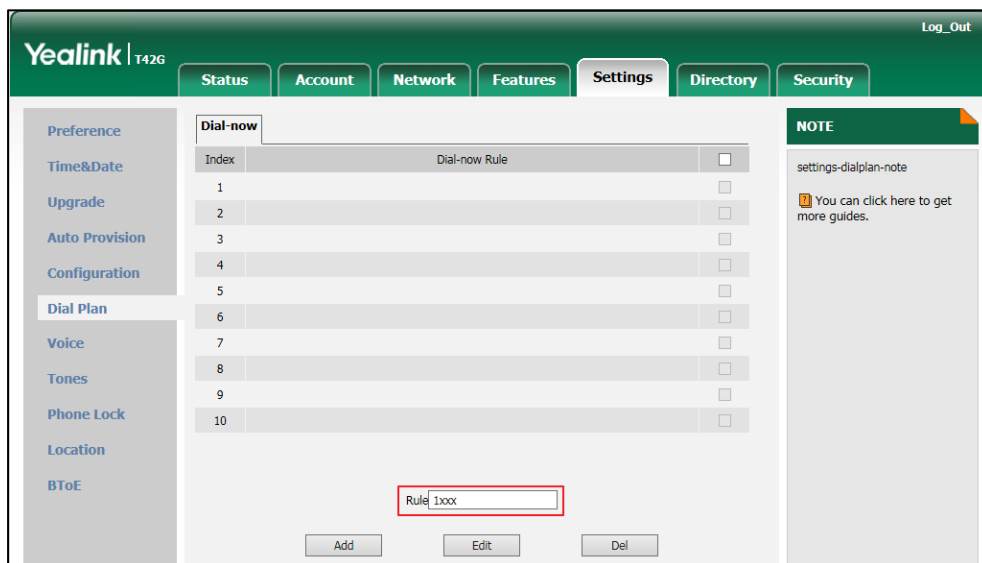 Log_Out
Yealink | T42G
Status Account Network Features Settings Directory Security
Preference
Time&Date
Upgrade
Auto Provision
Configuration
Dial Plan
Voice
Tones
Phone Lock
Location
BToE
Dial-now
Index Dial-now Rule
1
2
3
4
5
6
7
8
9
10
Rule 1xxx
Add Edit Del
NOTE
settings-dialplan-note
? You can click here to get
more guides.